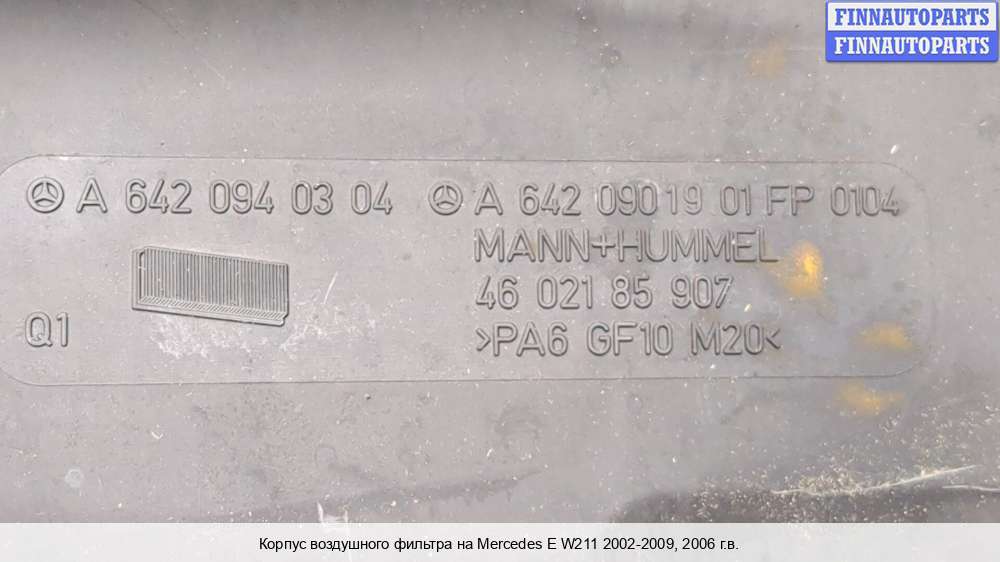 FINNAUTOPARTS
FINNAUTOPARTS
A 642 094 03 04
A 642 090 19 01 FP 0104
MANN+HUMMEL
46 021 85 907
Q1
>PA6 GF10 M20<
Корпус воздушного фильтра на Mercedes E W211 2002-2009, 2006 г.в.